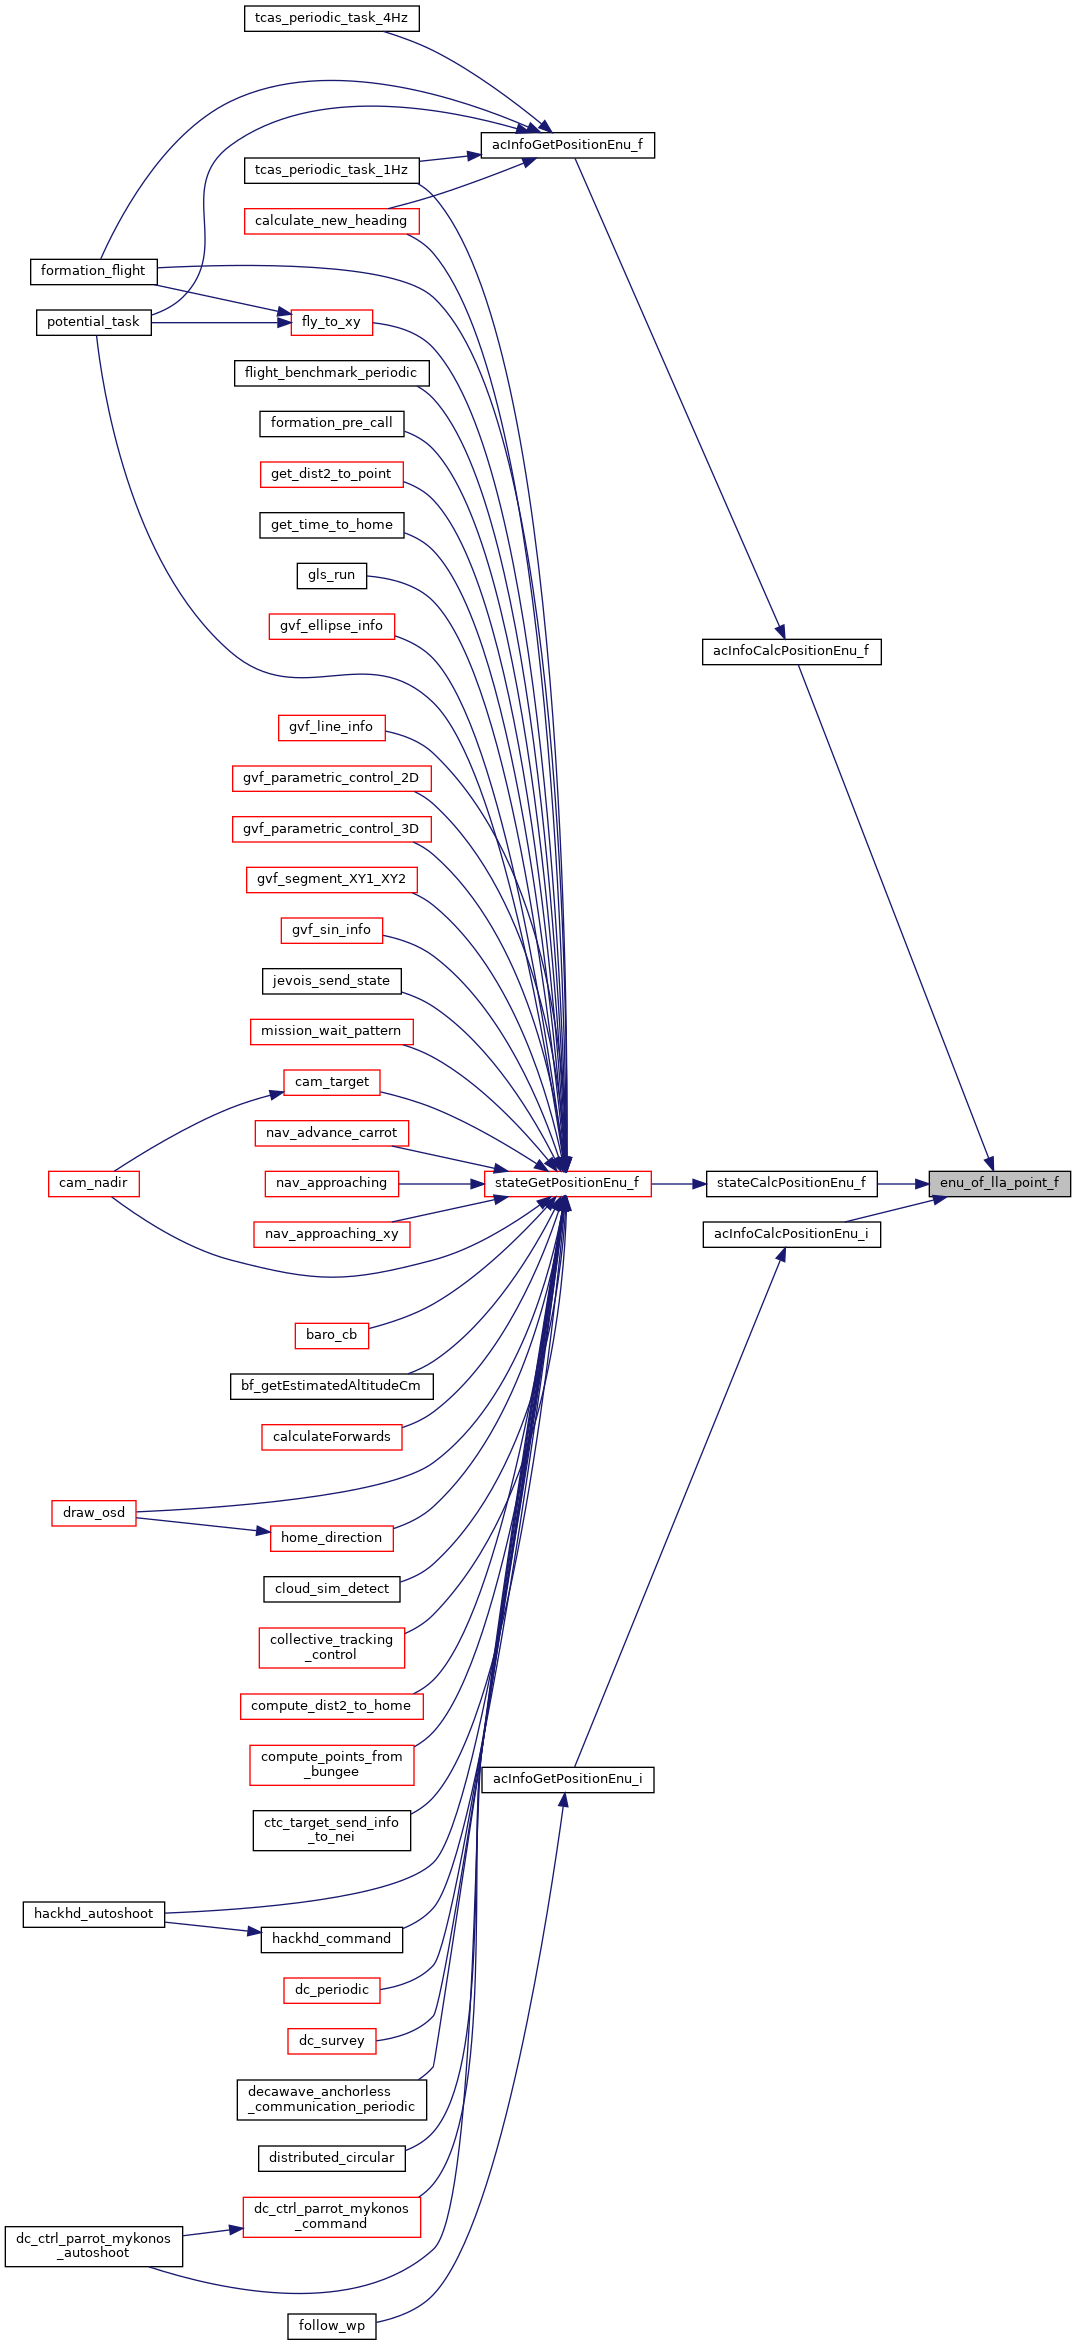 tcas_periodic_task_4Hz
acInfoGetPositionEnu_f
tcas_periodic_task_1Hz
calculate_new_heading
formation_flight
potential_task
fly_to_xy
flight_benchmark_periodic
formation_pre_call
get_dist2_to_point
get_time_to_home
gls_run
gvf_ellipse_info
acInfoCalcPositionEnu_f
gvf_line_info
gvf_parametric_control_2D
gvf_parametric_control_3D
gvf_segment_XY1_XY2
gvf_sin_info
jevois_send_state
mission_wait_pattern
cam_target
nav_advance_carrot
cam_nadir
nav_approaching
stateGetPositionEnu_f
stateCalcPositionEnu_f
enu_of_lla_point_f
nav_approaching_xy
acInfoCalcPositionEnu_i
baro_cb
bf_getEstimatedAltitudeCm
calculateForwards
draw_osd
home_direction
cloud_sim_detect
collective_tracking
_control
compute_dist2_to_home
compute_points_from
_bungee
acInfoGetPositionEnu_i
ctc_target_send_info
_to_nei
hackhd_autoshoot
hackhd_command
dc_periodic
dc_survey
decawave_anchorless
_communication_periodic
distributed_circular
dc_ctrl_parrot_mykonos
_command
dc_ctrl_parrot_mykonos
_autoshoot
follow_wp